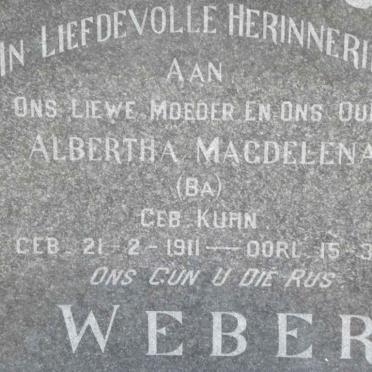 IN LIEFDEVOLLE HERINNERI
AAN
ONS LIEWE MOEDER EN ONS OU
ALBERTHA MAGDELENA
(BA)
GEB. KUHN
GEB. 21-2-1911 — OORL. 15-3
ONS GUN U DIE RUS
WEBER